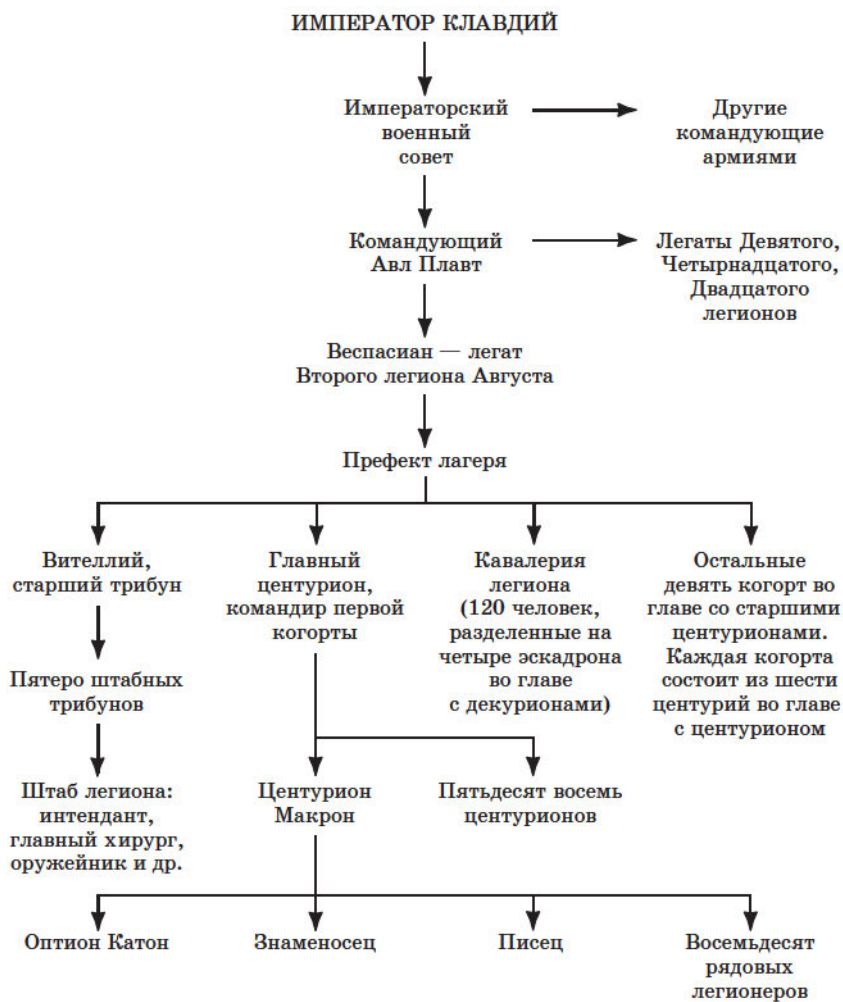 ИМПЕРАТОР КЛАВДИЙ
Императорский
военный
совет
Другие
командующие
армиями
Командующий
Авл Плавт
Легаты Девятого,
Четырнадцатого,
Двадцатого
легионов
Веспасиан — легат
Второго легиона Августа
Префект лагеря
Вителлий,
старший трибун
Пятеро штабных
трибунов
Штаб легиона:
интендант,
главный хирург,
оружейник и др.
Главный
центурион,
командир первой
когорты
Кавалерия
легиона
(120 человек,
разделенные на
четыре эскадрона
во главе
с декурионами)
Остальные
девять когорт во
главе со старшими
центурионами.
Каждая когорта
состоит из шести
центурий во главе
с центурионом
Центурион
Макрон
Пятьдесят восемь
центурионов
Оптион Катон
Знаменосец
Писец
Восемьдесят
рядовых
легионеров